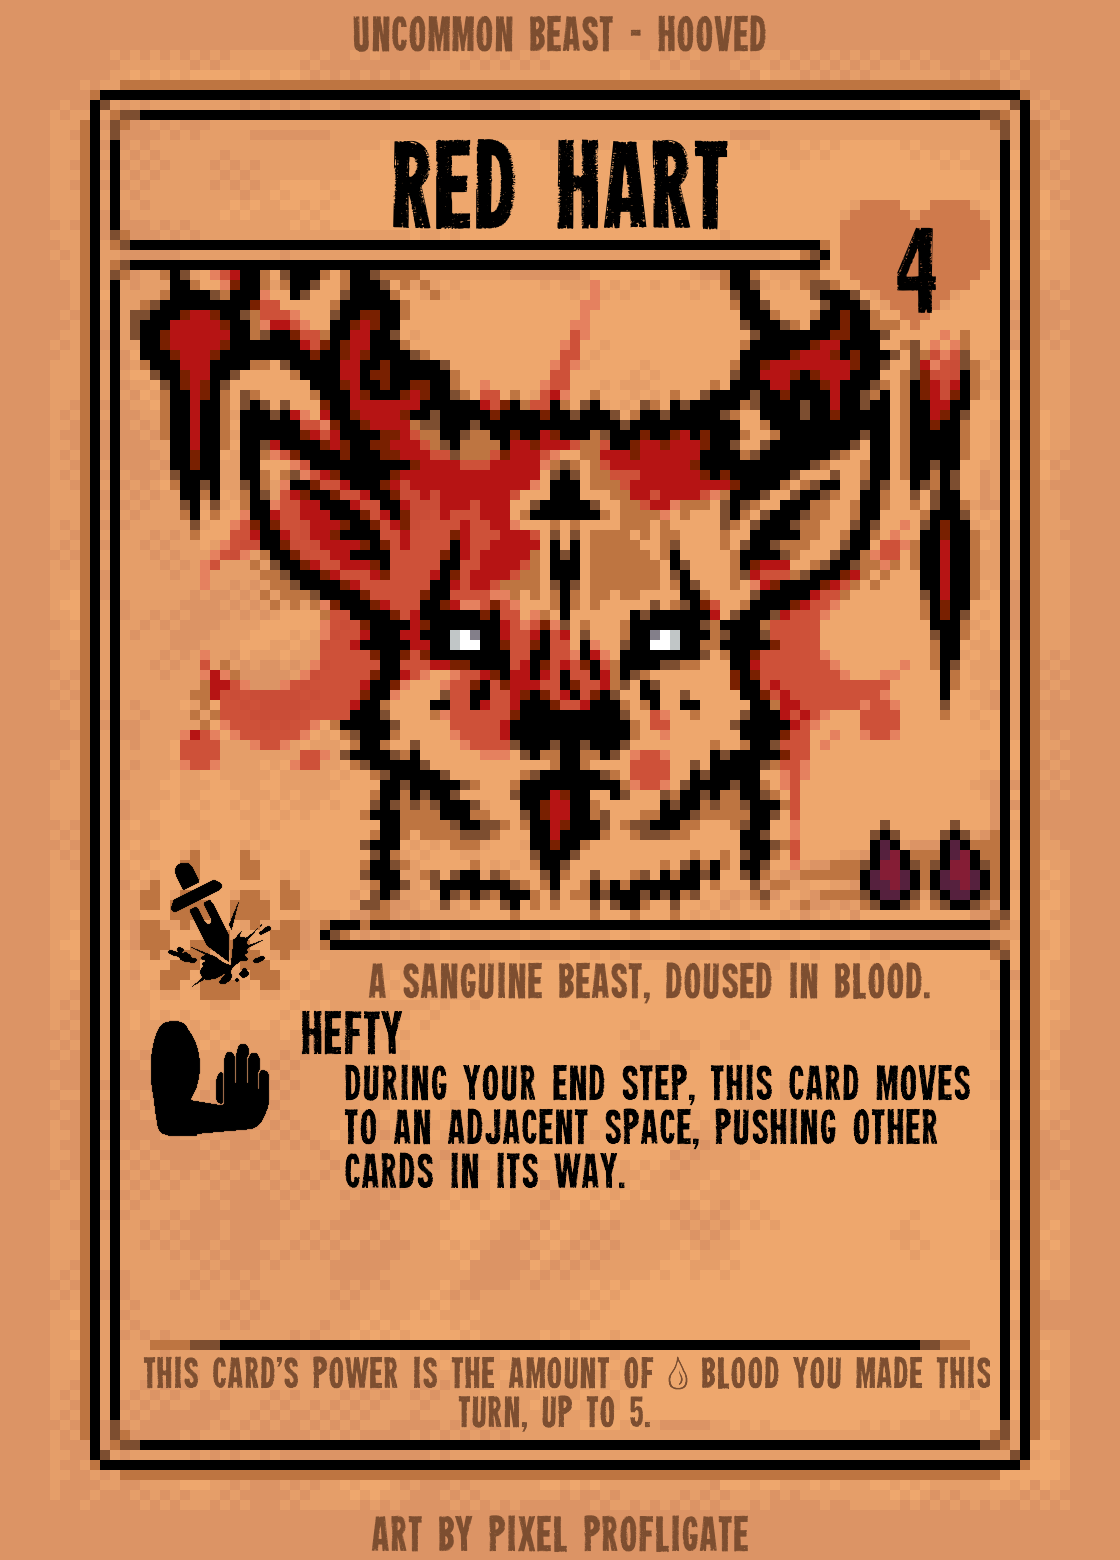 UNCOMMON BEAST - HOOVED
RED HART
4
A SANGUINE BEAST, DOUSED IN BLOOD.
HEFTY
DURING YOUR END STEP, THIS CARD MOVES
TO AN ADJACENT SPACE, PUSHING OTHER
CARDS IN ITS WAY.
THIS CARD'S POWER IS THE AMOUNT OF BLOOD YOU MADE THIS
TURN, UP TO 5.
ART BY PIXEL PROFLIGATE